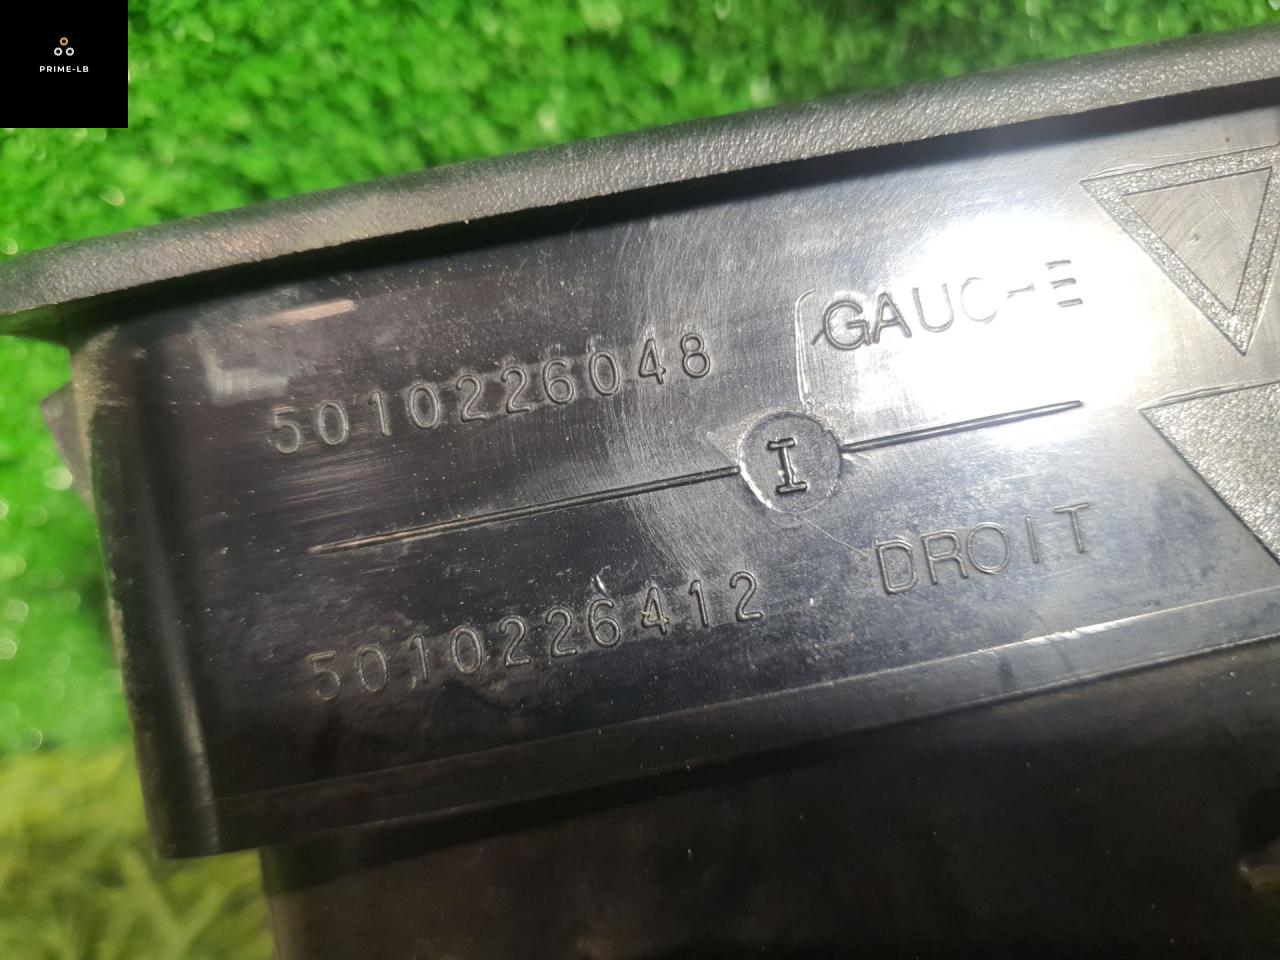 PRIME-LB
5010226048 GAUCHE
I
5010226412 DROIT